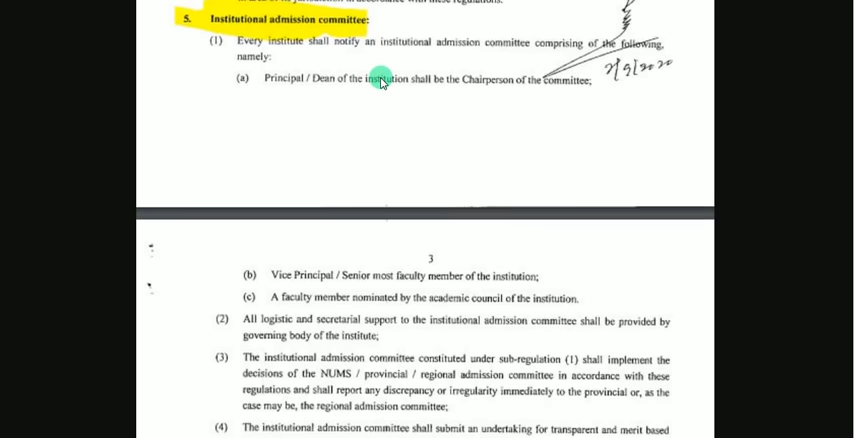 5. Institutional admission committee:
(1) Every institute shall notify an institutional admission committee comprising of the following,
namely:
(a) Principal / Dean of the institution shall be the Chairperson of the committee;
2/9/2020
3
(b) Vice Principal / Senior most faculty member of the institution;
(c) A faculty member nominated by the academic council of the institution.
(2) All logistic and secretarial support to the institutional admission committee shall be provided by
governing body of the institute;
(3) The institutional admission committee constituted under sub-regulation (1) shall implement the
decisions of the NUMS / provincial / regional admission committee in accordance with these
regulations and shall report any discrepancy or irregularity immediately to the provincial or, as the
case may be, the regional admission committee;
(4) The institutional admission committee shall submit an undertaking for transparent and merit based